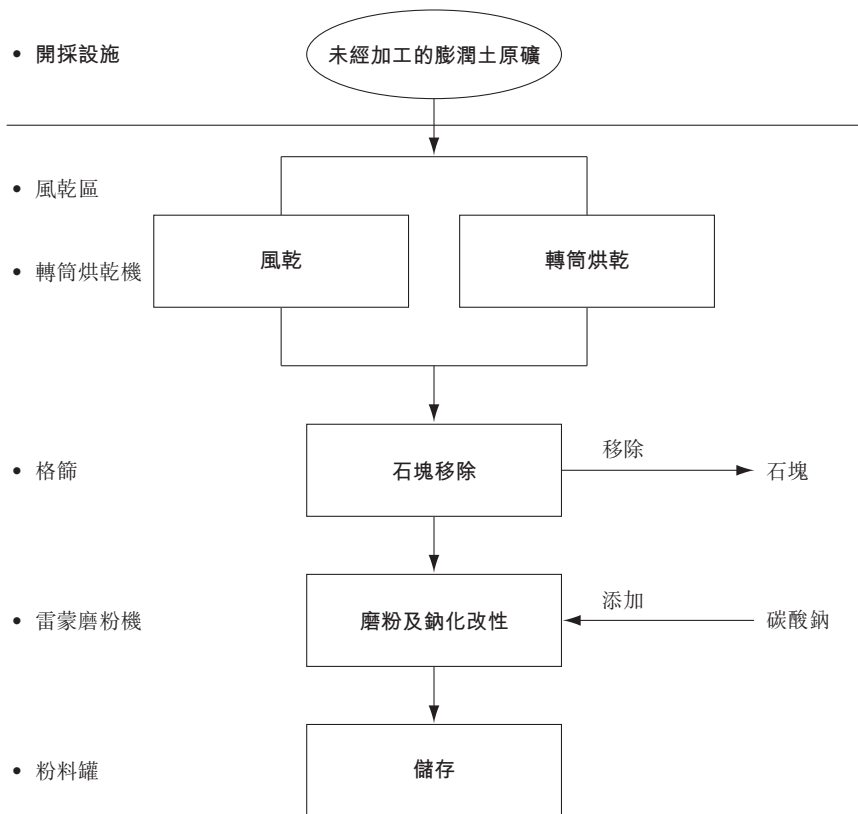 • 開採設施
未經加工的膨潤土原礦
• 風乾區
風乾
轉筒烘乾
• 轉筒烘乾機
移除
• 格篩
石塊移除
石塊
添加
• 雷蒙磨粉機
磨粉及鈉化改性
碳酸鈉
• 粉料罐
儲存